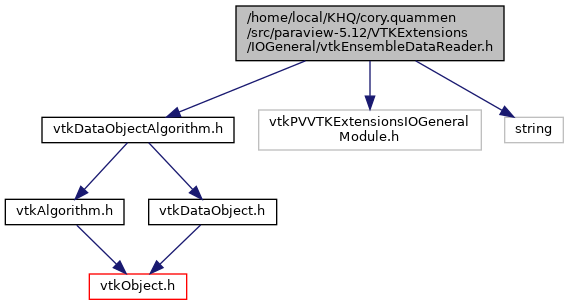 /home/local/KHQ/cory.quammen
/src/paraview-5.12/VTKExtensions
/IOGeneral/vtkEnsembleDataReader.h
vtkDataObjectAlgorithm.h
vtkPVVTKExtensionsIOGeneral
Module.h
string
vtkAlgorithm.h
vtkDataObject.h
vtkObject.h